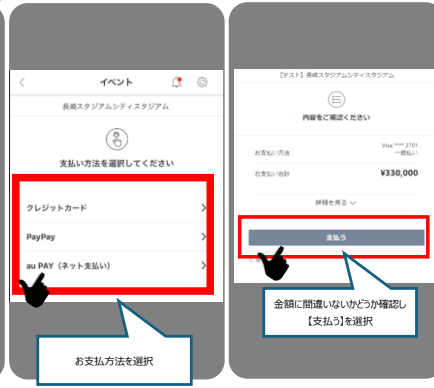 イベント
長崎スタジアムシティスタジアム
支払い方法を選択してください
クレジットカード
PayPay
au PAY（ネット支払い）
お支払方法を選択
【テスト】長崎スタジアムシティスタジアム
内容をご確認ください
お支払い方法
Visa **** 2701
一括払い
お支払い合計
¥330,000
詳細を見る
支払う
金額に間違いないかどうか確認し
【支払う】を選択